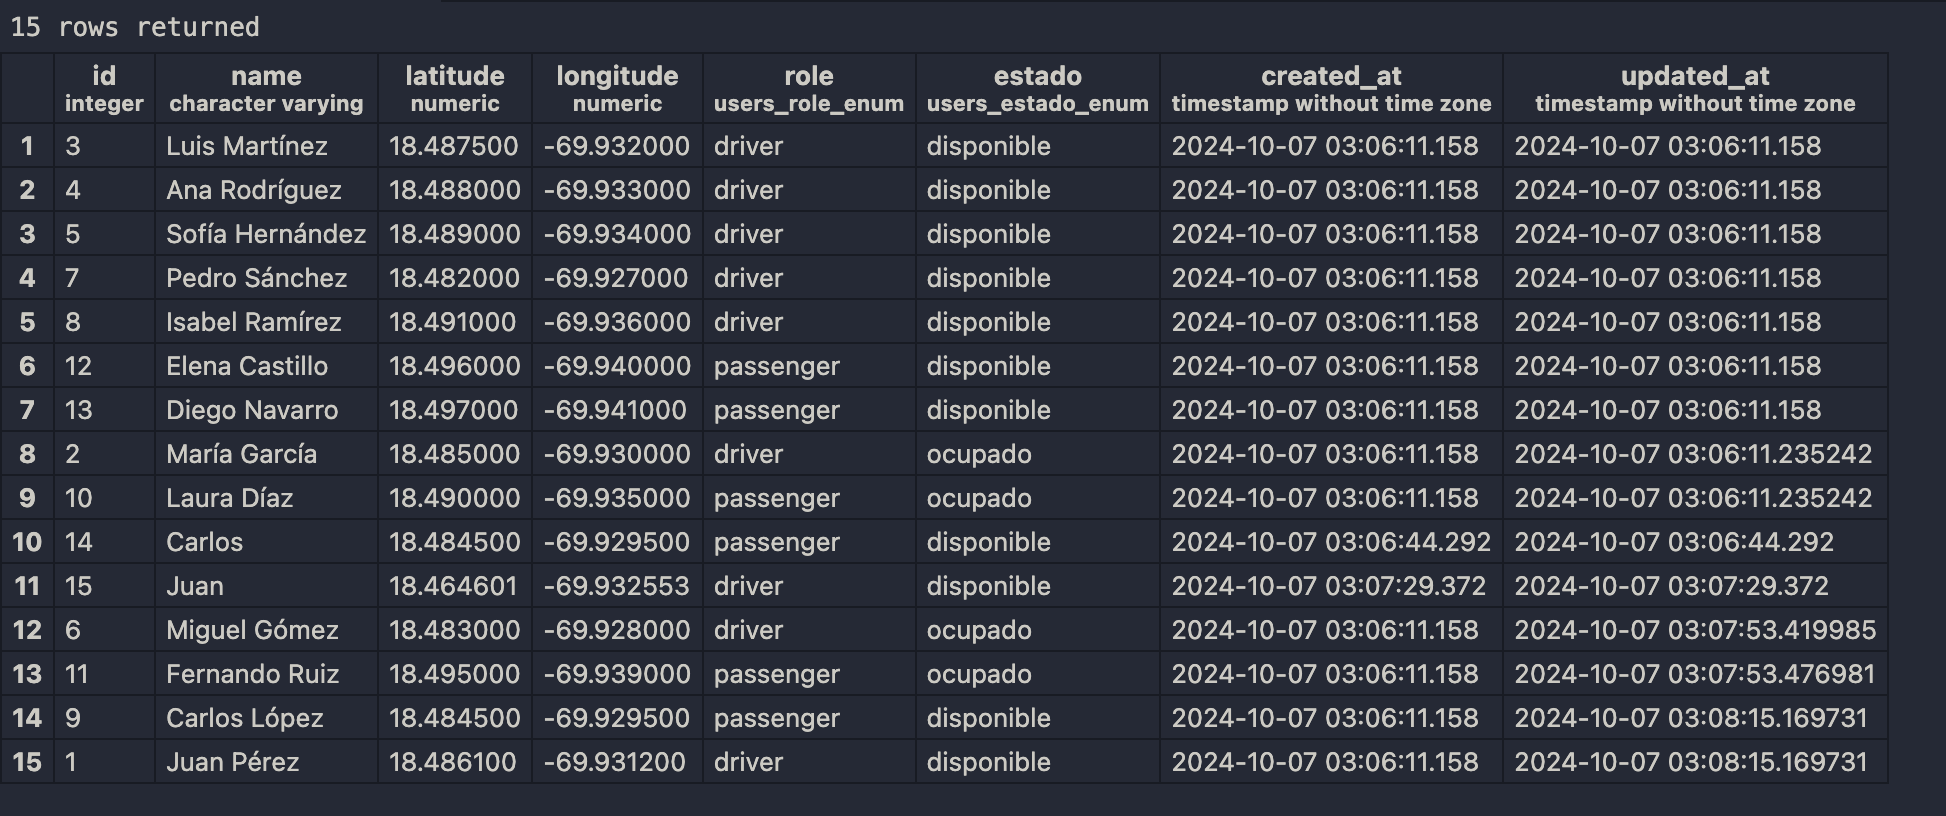 15 rows returned
id name latitude longitude role estado created_at updated_at
integer character varying numeric numeric users_role_enum users_estado_enum timestamp without time zone timestamp without time zone
1 3 Luis Martínez 18.487500 -69.932000 driver disponible 2024-10-07 03:06:11.158 2024-10-07 03:06:11.158
2 4 Ana Rodríguez 18.488000 -69.933000 driver disponible 2024-10-07 03:06:11.158 2024-10-07 03:06:11.158
3 5 Sofía Hernández 18.489000 -69.934000 driver disponible 2024-10-07 03:06:11.158 2024-10-07 03:06:11.158
4 7 Pedro Sánchez 18.482000 -69.927000 driver disponible 2024-10-07 03:06:11.158 2024-10-07 03:06:11.158
5 8 Isabel Ramírez 18.491000 -69.936000 driver disponible 2024-10-07 03:06:11.158 2024-10-07 03:06:11.158
6 12 Elena Castillo 18.496000 -69.940000 passenger disponible 2024-10-07 03:06:11.158 2024-10-07 03:06:11.158
7 13 Diego Navarro 18.497000 -69.941000 passenger disponible 2024-10-07 03:06:11.158 2024-10-07 03:06:11.158
8 2 María García 18.485000 -69.930000 driver ocupado 2024-10-07 03:06:11.158 2024-10-07 03:06:11.235242
9 10 Laura Díaz 18.490000 -69.935000 passenger ocupado 2024-10-07 03:06:11.158 2024-10-07 03:06:11.235242
10 14 Carlos 18.484500 -69.929500 passenger disponible 2024-10-07 03:06:44.292 2024-10-07 03:06:44.292
11 15 Juan 18.464601 -69.932553 driver disponible 2024-10-07 03:07:29.372 2024-10-07 03:07:29.372
12 6 Miguel Gómez 18.483000 -69.928000 driver ocupado 2024-10-07 03:06:11.158 2024-10-07 03:07:53.419985
13 11 Fernando Ruiz 18.495000 -69.939000 passenger ocupado 2024-10-07 03:06:11.158 2024-10-07 03:07:53.476981
14 9 Carlos López 18.484500 -69.929500 passenger disponible 2024-10-07 03:06:11.158 2024-10-07 03:08:15.169731
15 1 Juan Pérez 18.486100 -69.931200 driver disponible 2024-10-07 03:06:11.158 2024-10-07 03:08:15.169731